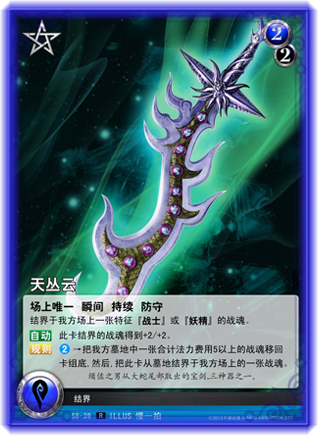 2
2
天丛云
场上唯一 瞬间 持续 防守
结界于我方场上一张特征『战士』或『妖精』的战魂。
自动 此卡结界的战魂得到+2/+2。
规则 2 →把我方墓地中一张合计法力费用5以上的战魂移回
卡组底，然后，把此卡从墓地结界于我方场上的一张战魂。
须佐之男从大蛇尾部取出的宝剑，三神器之一。
结界
R ILLUS 慢一拍